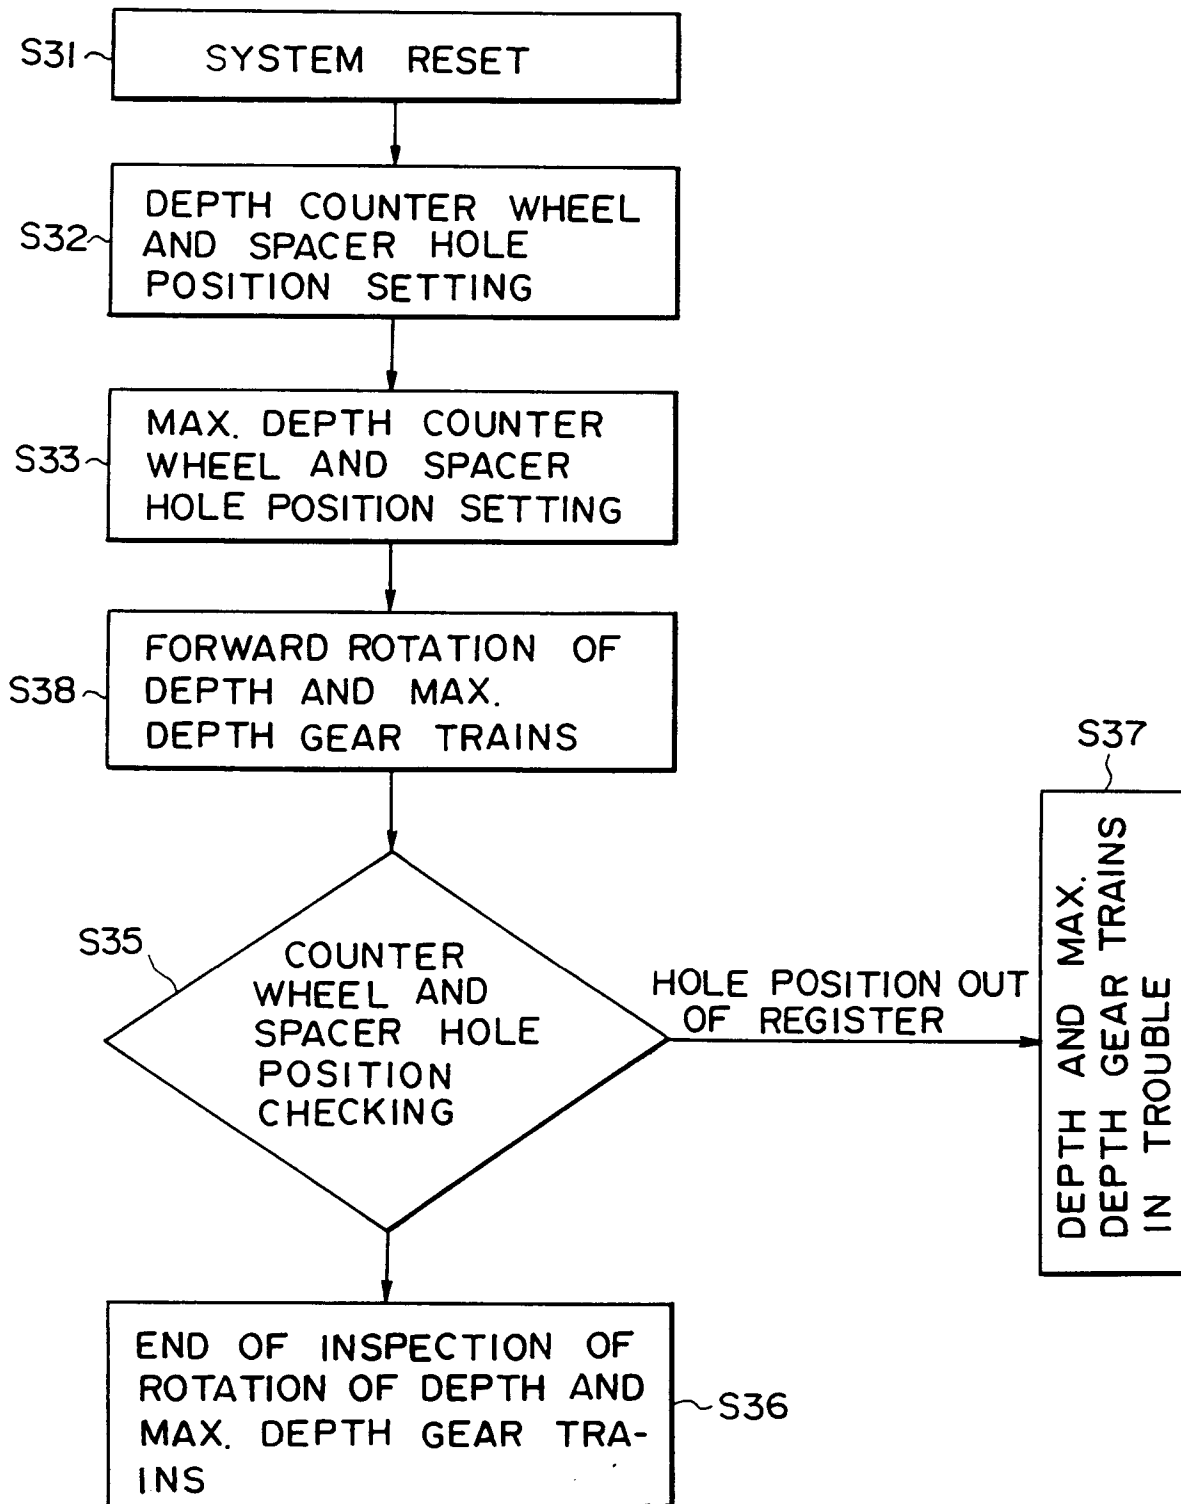 S31
SYSTEM RESET
S32
DEPTH COUNTER WHEEL
AND SPACER HOLE
POSITION SETTING
S33
MAX. DEPTH COUNTER
WHEEL AND SPACER
HOLE POSITION SETTING
S38
FORWARD ROTATION OF
DEPTH AND MAX.
DEPTH GEAR TRAINS
S35
COUNTER
WHEEL AND
SPACER HOLE
POSITION
CHECKING
HOLE POSITION OUT
OF REGISTER
S37
DEPTH AND MAX.
DEPTH GEAR TRAINS
IN TROUBLE
END OF INSPECTION OF
ROTATION OF DEPTH AND
MAX. DEPTH GEAR TRA-
INS
S36